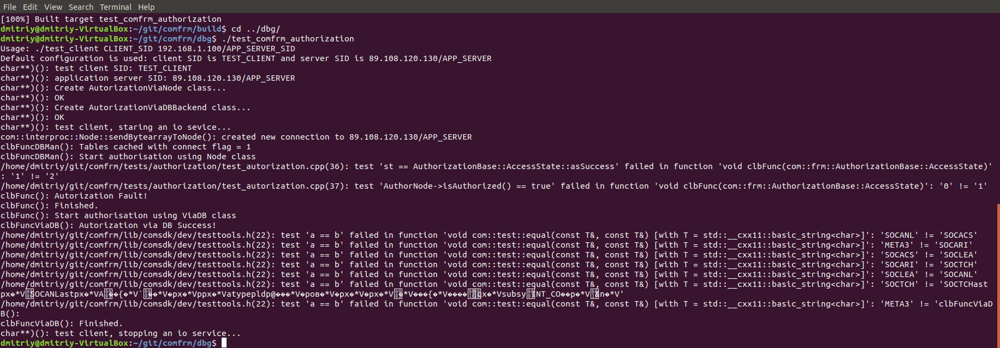 File Edit View Search Terminal Help
[100%] Built target test_comfrm_authorization
dmitriy@dmitriy-VirtualBox:~/git/comfrm/build$ cd ../dbg/
dmitriy@dmitriy-VirtualBox:~/git/comfrm/dbg$ ./test_comfrm_authorization
Usage: ./test_client CLIENT_SID 192.168.1.100/APP_SERVER_SID
Default configuration is used: client SID is TEST_CLIENT and server SID is 89.108.120.130/APP_SERVER
char**)(): test client SID: TEST_CLIENT
char**)(): application server SID: 89.108.120.130/APP_SERVER
char**)(): Create AutorizationViaNode class...
char**)(): OK
char**)(): Create AutorizationViaDBBackend class...
char**)(): OK
char**)(): test client, staring an io sevice...
com::interproc::Node::sendBytearrayToNode(): created new connection to 89.108.120.130/APP_SERVER
clbFuncDBMan(): Tables cached with connect flag = 1
clbFuncDBMan(): Start authorisation using Node class
/home/dmitriy/git/comfrm/tests/authorization/test_autorization.cpp(36): test 'st == AuthorizationBase::AccessState::asSuccess' failed in function 'void clbFunc(com::frm::AuthorizationBase::AccessState)'
: '1' != '2'
/home/dmitriy/git/comfrm/tests/authorization/test_autorization.cpp(37): test 'AuthorNode->isAuthorized() == true' failed in function 'void clbFunc(com::frm::AuthorizationBase::AccessState)': '0' != '1'
clbFunc(): Autorization Fault!
clbFunc(): Finished.
clbFunc(): Start authorisation using ViaDB class
clbFuncViaDB(): Autorization via DB Success!
/home/dmitriy/git/comfrm/lib/comsdk/dev/testtools.h(22): test 'a == b' failed in function 'void com::test::equal(const T&, const T&) [with T = std::__cxx11::basic_string<char>]': 'SOCANL' != 'SOCACS'
/home/dmitriy/git/comfrm/lib/comsdk/dev/testtools.h(22): test 'a == b' failed in function 'void com::test::equal(const T&, const T&) [with T = std::__cxx11::basic_string<char>]': 'META3' != 'SOCARI'
/home/dmitriy/git/comfrm/lib/comsdk/dev/testtools.h(22): test 'a == b' failed in function 'void com::test::equal(const T&, const T&) [with T = std::__cxx11::basic_string<char>]': 'SOCACS' != 'SOCLEA'
/home/dmitriy/git/comfrm/lib/comsdk/dev/testtools.h(22): test 'a == b' failed in function 'void com::test::equal(const T&, const T&) [with T = std::__cxx11::basic_string<char>]': 'SOCARI' != 'SOCTCH'
/home/dmitriy/git/comfrm/lib/comsdk/dev/testtools.h(22): test 'a == b' failed in function 'void com::test::equal(const T&, const T&) [with T = std::__cxx11::basic_string<char>]': 'SOCLEA' != 'SOCANL'
/home/dmitriy/git/comfrm/lib/comsdk/dev/testtools.h(22): test 'a == b' failed in function 'void com::test::equal(const T&, const T&) [with T = std::__cxx11::basic_string<char>]': 'SOCTCH' != 'SOCTCHast
/home/dmitriy/git/comfrm/lib/comsdk/dev/testtools.h(22): test 'a == b' failed in function 'void com::test::equal(const T&, const T&) [with T = std::__cxx11::basic_string<char>]': 'META3' != 'clbFuncViaD
B():
clbFuncViaDB(): Finished.
char**)(): test client, stopping an io service...
dmitriy@dmitriy-VirtualBox:~/git/comfrm/dbg$